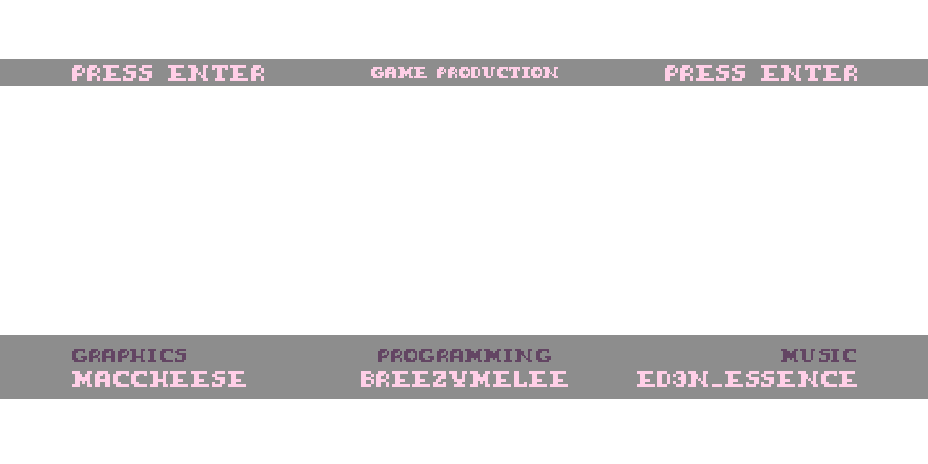 PRESS ENTER GAME PRODUCTION PRESS ENTER
GRAPHICS PROGRAMMING MUSIC
MACCHEESE BREEZYMELEE ED3N_ESSENCE